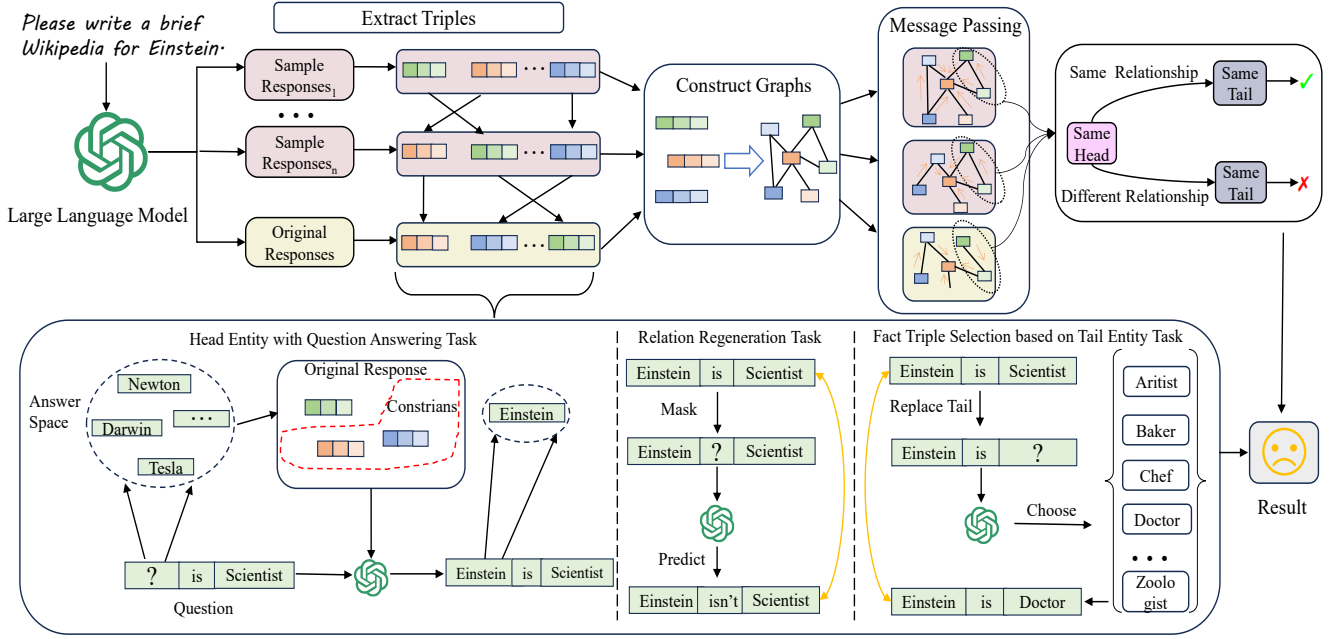 Please write a brief
Wikipedia for Einstein.
Large Language Model
Extract Triples
Sample
Responses1
• • •
Sample
Responsesn
Original
Responses
Construct Graphs
Message Passing
Same Relationship
Same
Tail
✓
Same
Head
Different Relationship
Same
Tail
✗
Head Entity with Question Answering Task
Answer
Space
Newton
Darwin
• • •
Tesla
Original Response
Constrians
Einstein
? is Scientist
Question
Einstein is Scientist
Relation Regeneration Task
Einstein is Scientist
Mask
Einstein ? Scientist
Predict
Einstein isn't Scientist
Fact Triple Selection based on Tail Entity Task
Einstein is Scientist
Replace Tail
Einstein is ?
Choose
Einstein is Doctor
Aritist
Baker
Chef
Doctor
• • •
Zoolo
gist
Result